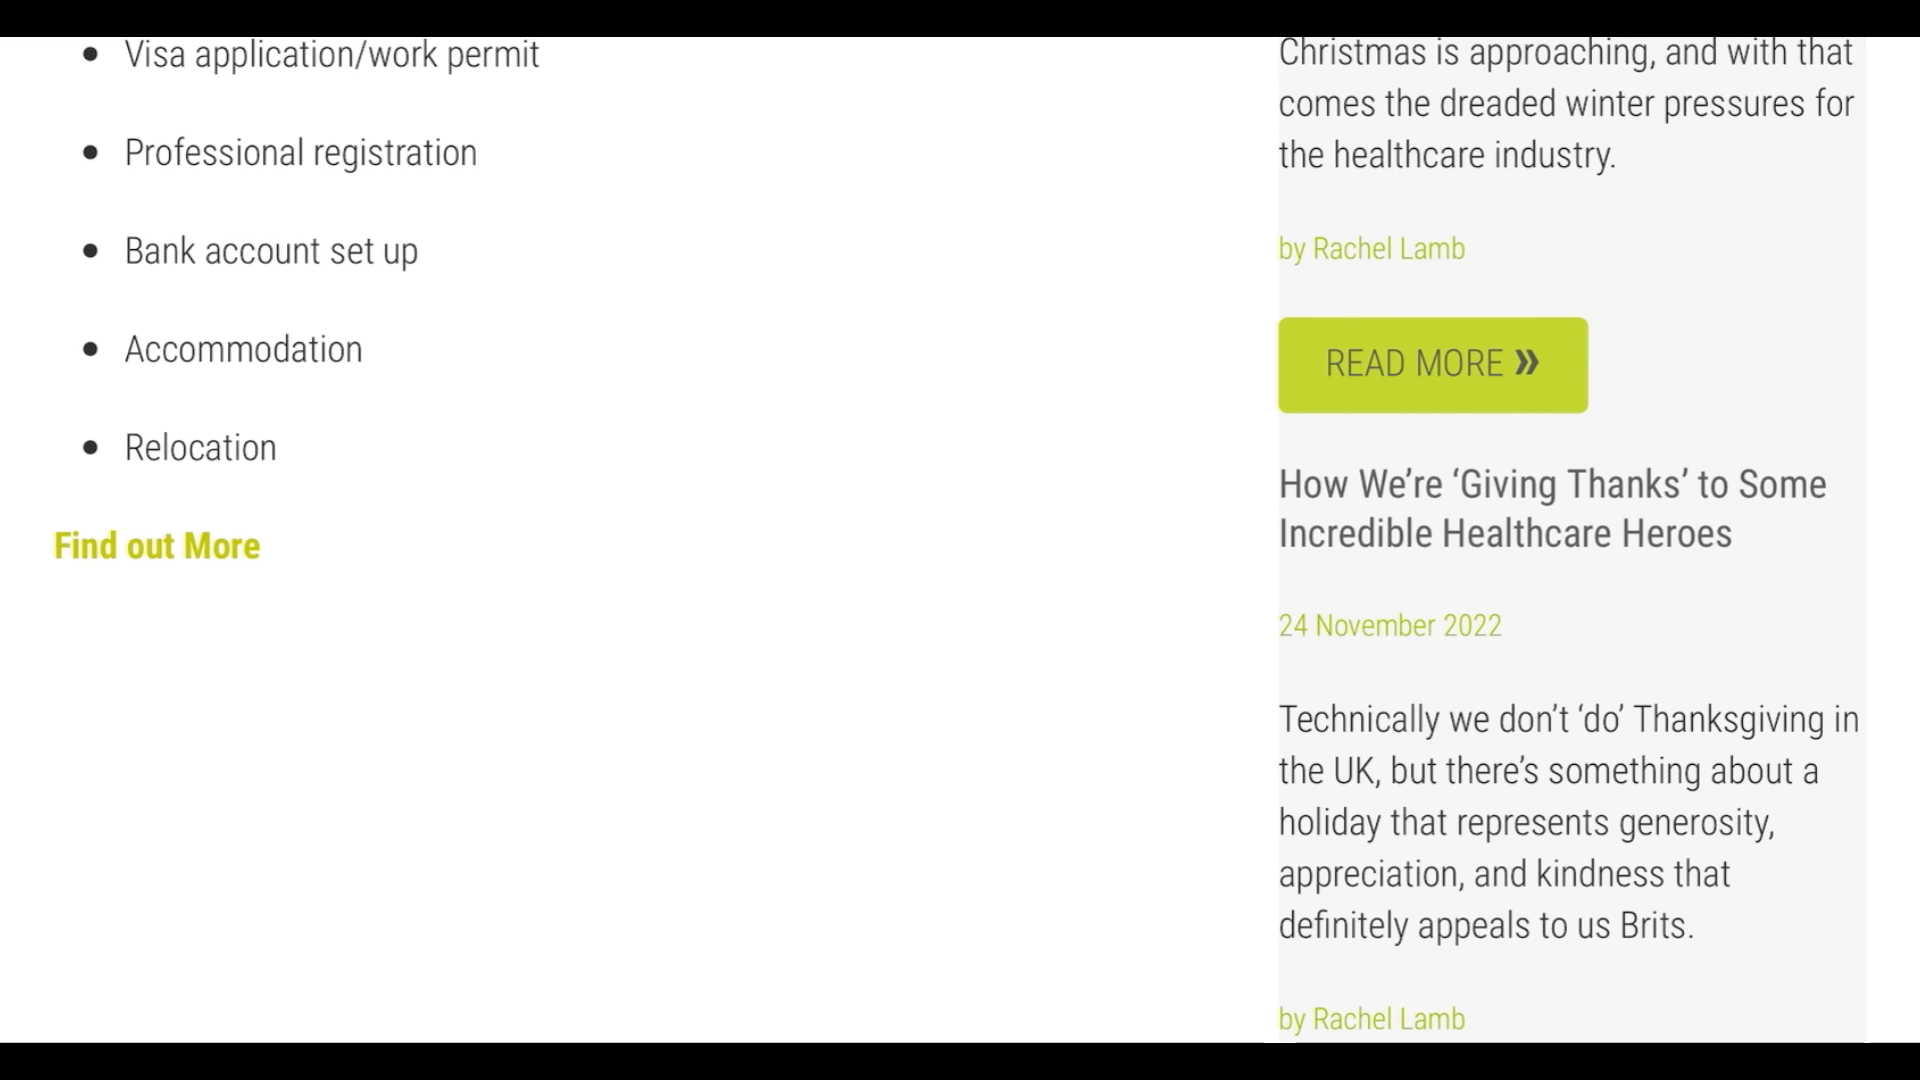 Visa application/work permit
Professional registration
Bank account set up
Accommodation
Relocation
Find out More
Christmas is approaching, and with that
comes the dreaded winter pressures for
the healthcare industry.
by Rachel Lamb
READ MORE »
How We’re ‘Giving Thanks’ to Some
Incredible Healthcare Heroes
24 November 2022
Technically we don’t ‘do’ Thanksgiving in
the UK, but there’s something about a
holiday that represents generosity,
appreciation, and kindness that
definitely appeals to us Brits.
by Rachel Lamb